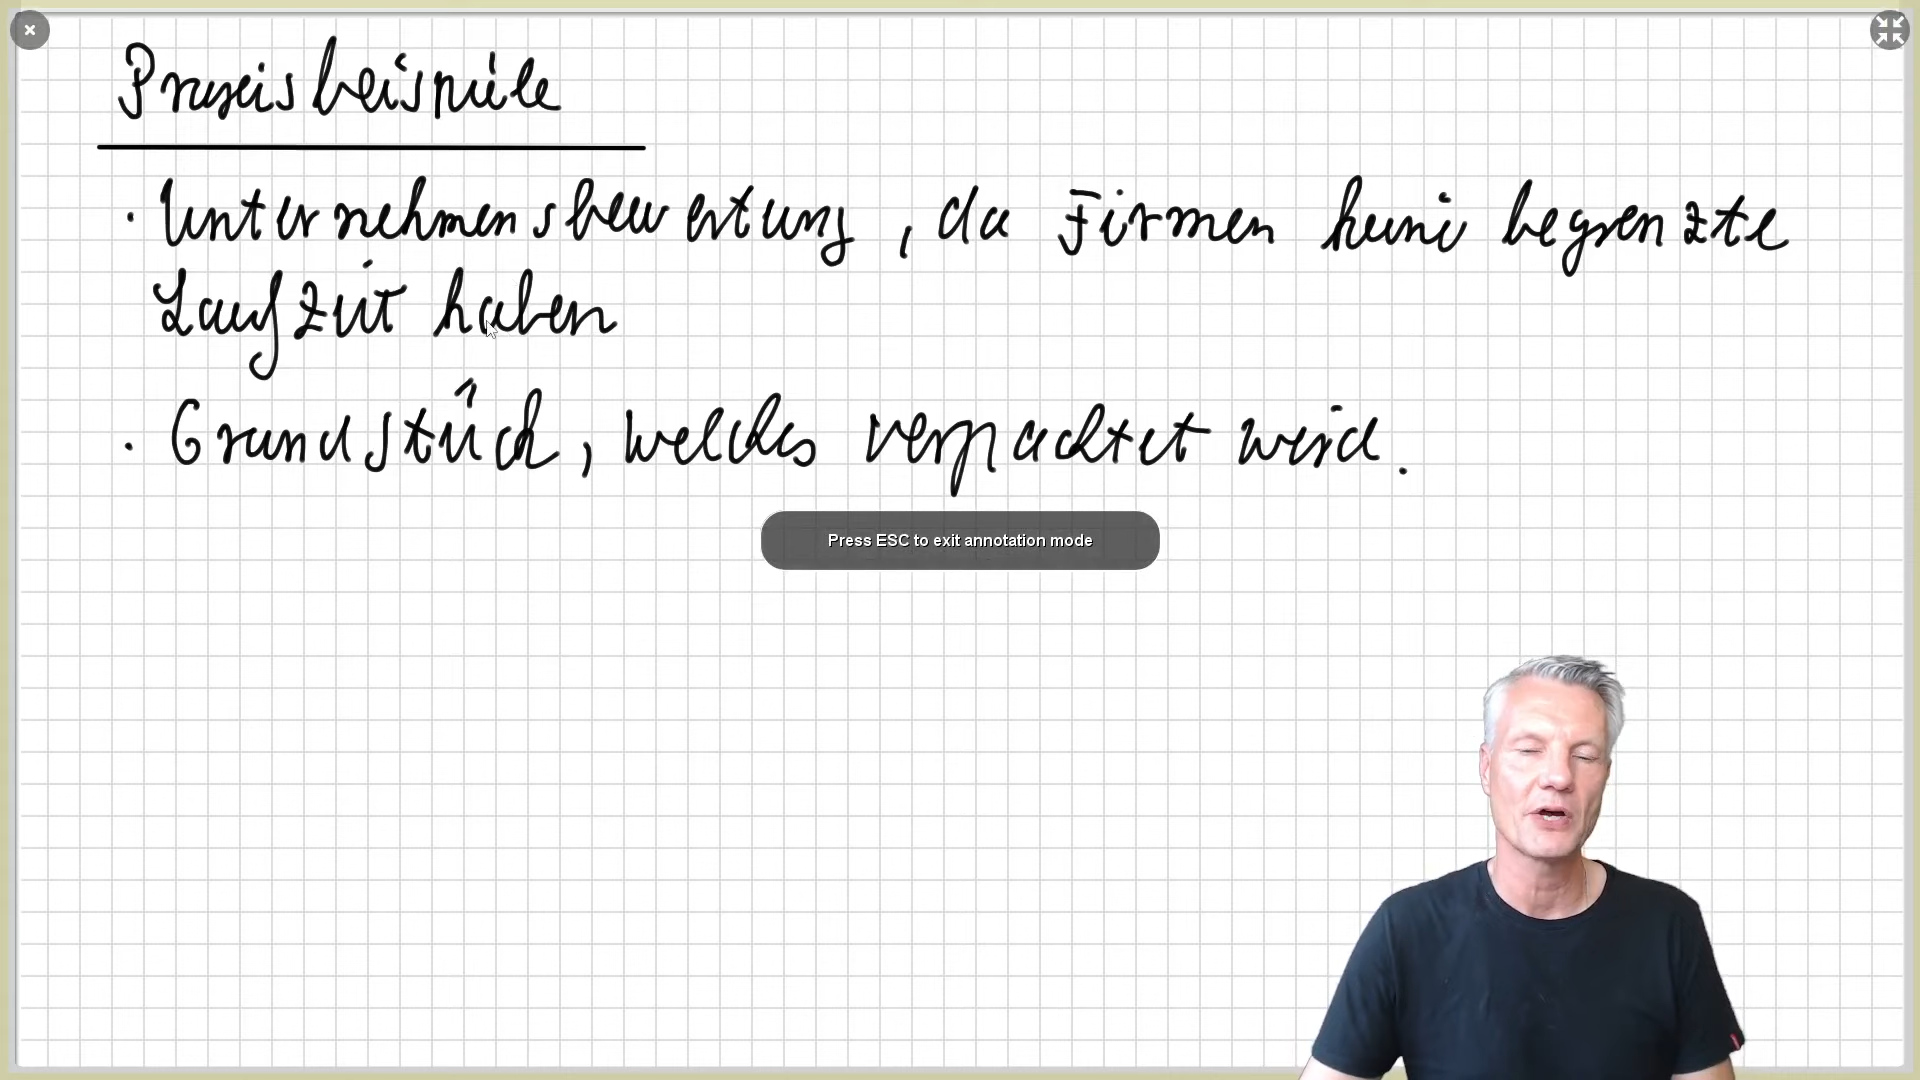 Praxisbeispiele
· Unternehmensbewertung, da Firmen keine begrenzte
Laufzeit haben
· Grundstück, welches verpachtet wird.
Press ESC to exit annotation mode